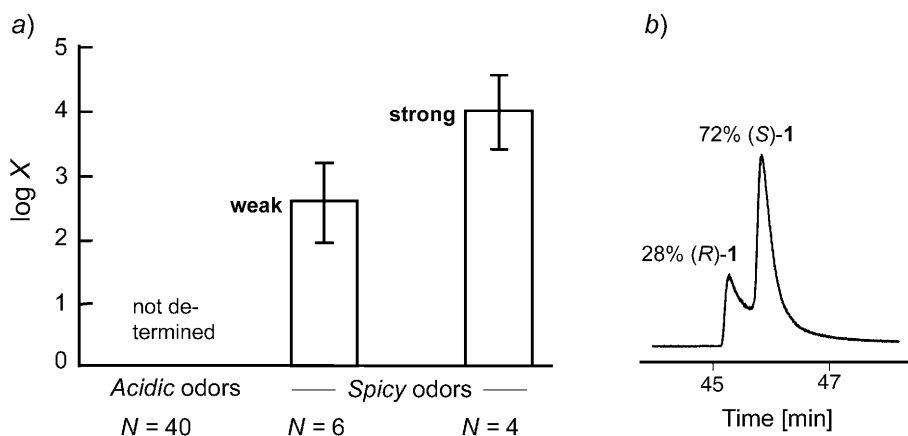 a)
5
4
3
2
1
0
log X
weak
strong
not de-
termined
Acidic odors
Spicy odors
N = 40
N = 6
N = 4
b)
72% (S)-1
28% (R)-1
45
47
Time [min]